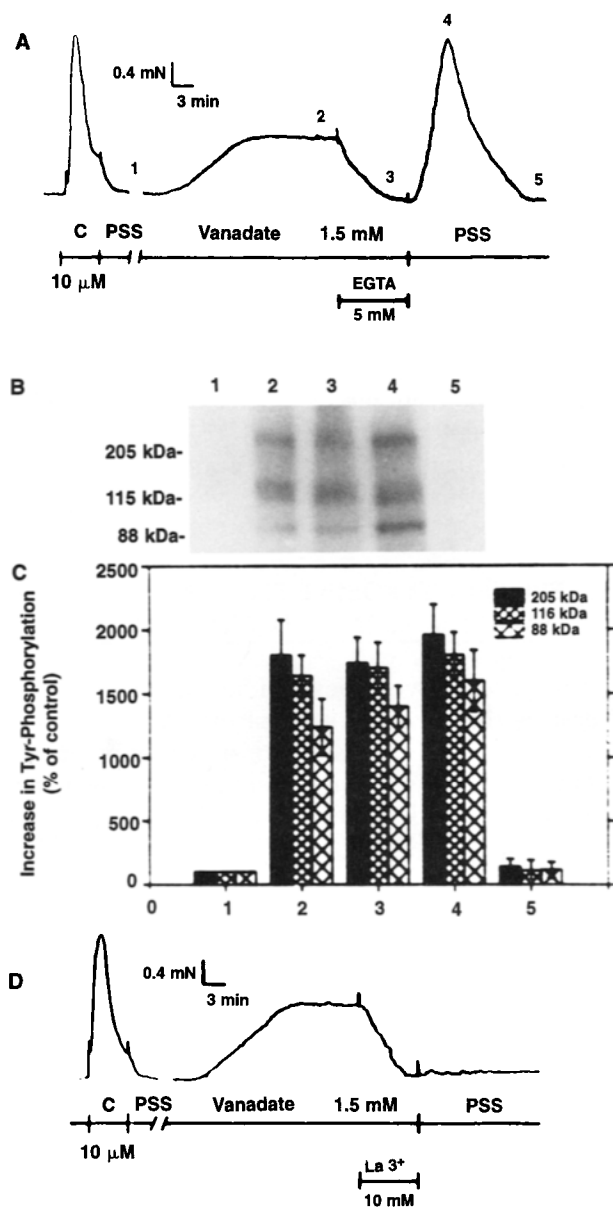 A
0.4 mN
3 min
1
2
3
4
5
C PSS Vanadate 1.5 mM PSS
10 μM
EGTA
5 mM
B
1 2 3 4 5
205 kDa-
115 kDa-
88 kDa-
C
Increase in Tyr-Phosphorylation
(% of control)
2500
2000
1500
1000
500
0
205 kDa
116 kDa
88 kDa
0 1 2 3 4 5
D
0.4 mN
3 min
C PSS Vanadate 1.5 mM PSS
10 μM
La 3+
10 mM